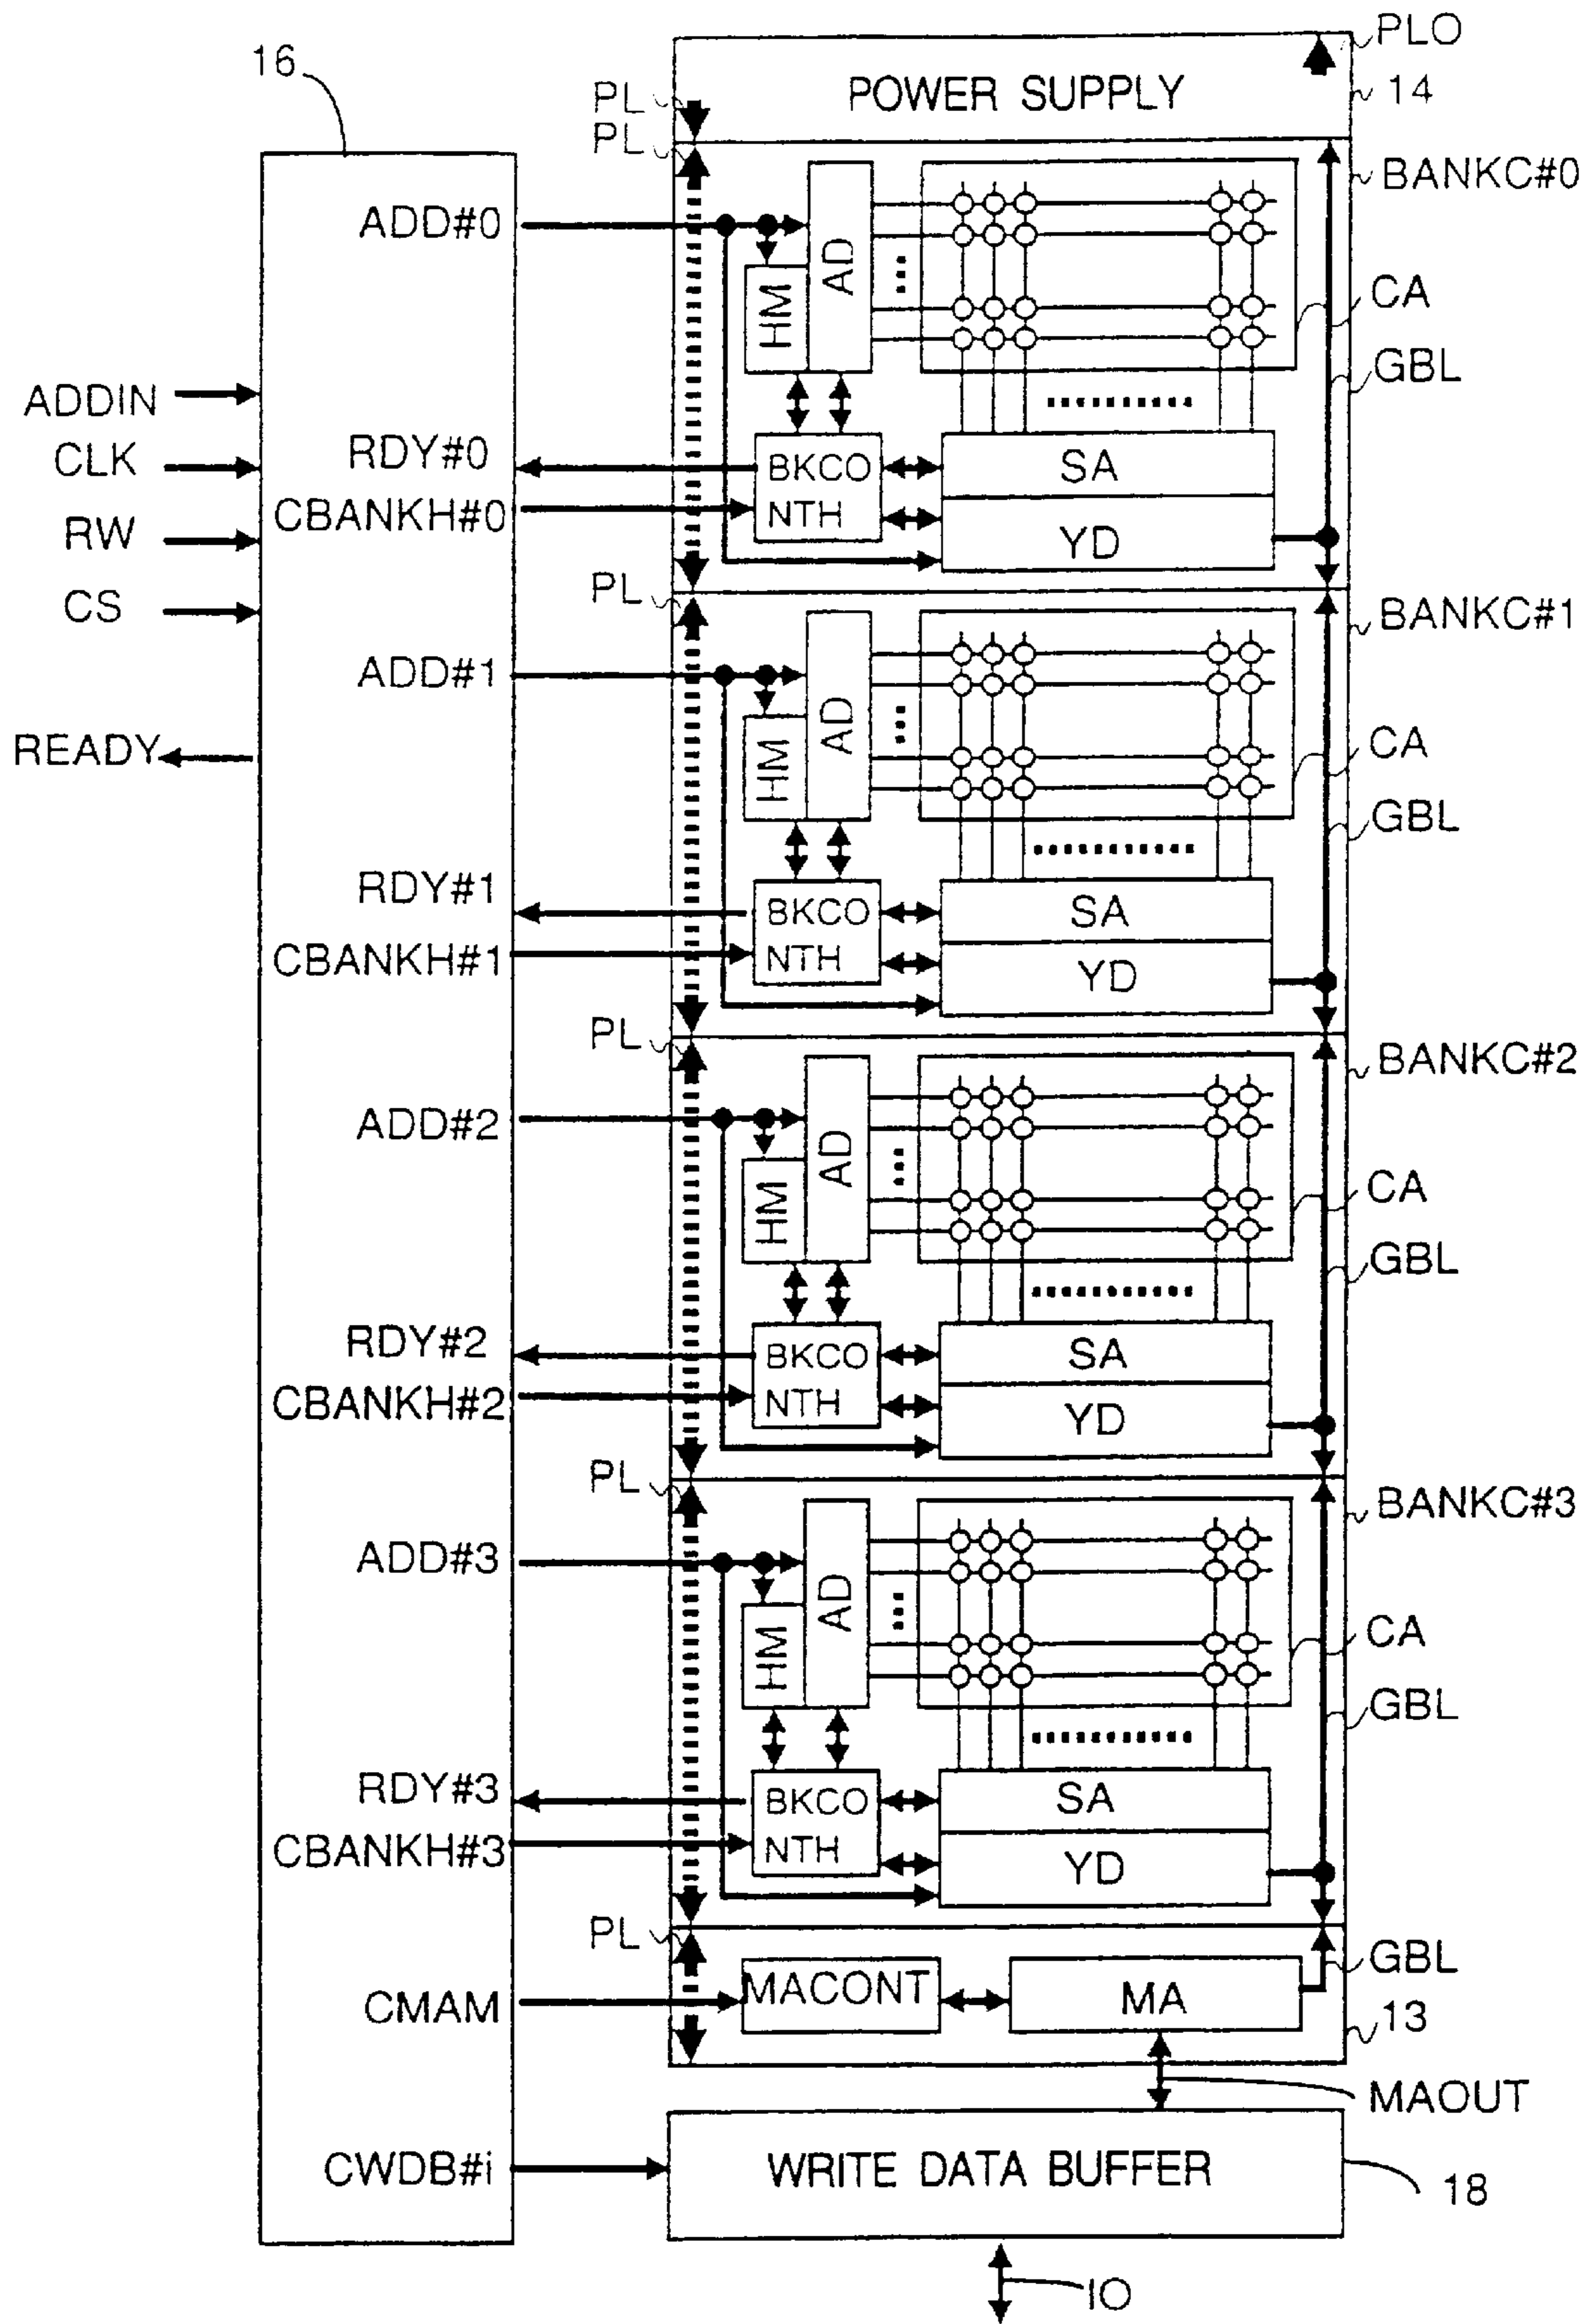 PLO
16
PL
POWER SUPPLY
14
PL
BANKC#0
ADD#0
AD
HM
CA
GBL
ADDIN
RDY#0
BKCO
SA
CLK
CBANKH#0
NTH
YD
RW
PL
CS
BANKC#1
ADD#1
AD
HM
CA
READY
GBL
RDY#1
BKCO
SA
CBANKH#1
NTH
YD
PL
BANKC#2
ADD#2
AD
HM
CA
GBL
RDY#2
BKCO
SA
CBANKH#2
NTH
YD
PL
BANKC#3
ADD#3
AD
HM
CA
GBL
RDY#3
BKCO
SA
CBANKH#3
NTH
YD
PL
GBL
CMAM
MACONT
MA
13
MAOUT
CWDB#i
WRITE DATA BUFFER
18
IO